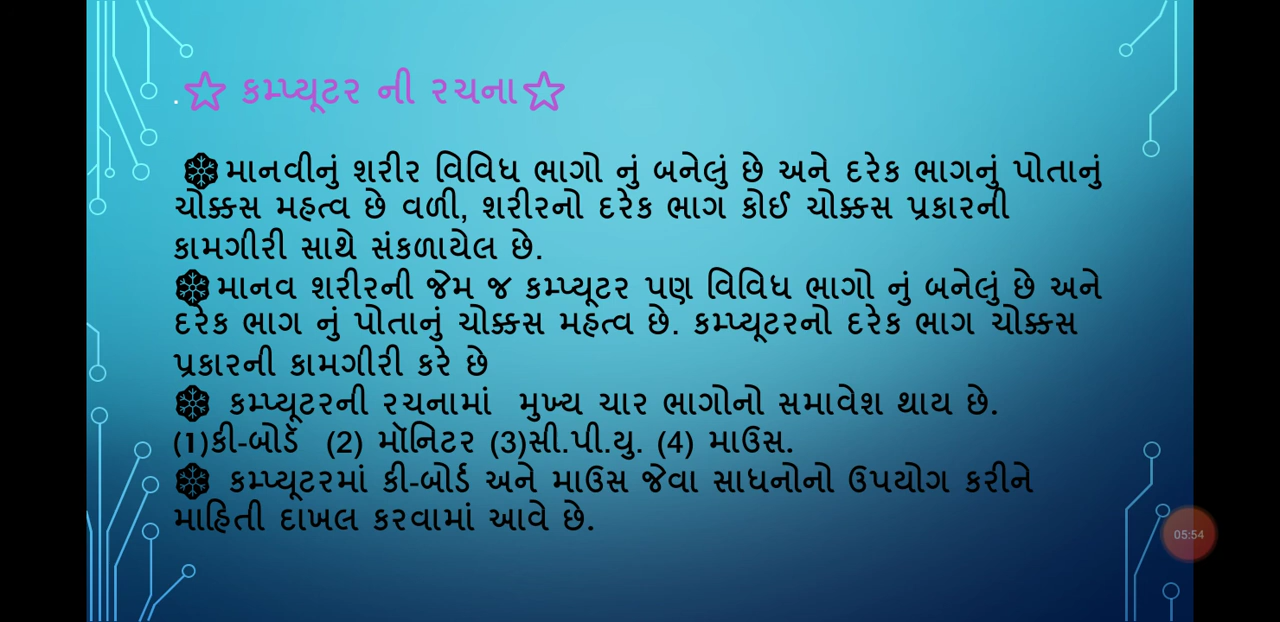 .☆ કમ્પ્યૂટર ની રચના☆
❄માનવીનું શરીર વિવિધ ભાગો નું બનેલું છે અને દરેક ભાગનું પોતાનું
ચોક્કસ મહત્વ છે વળી, શરીરનો દરેક ભાગ કોઈ ચોક્કસ પ્રકારની
કામગીરી સાથે સંકળાયેલ છે.
❄માનવ શરીરની જેમ જ કમ્પ્યૂટર પણ વિવિધ ભાગો નું બનેલું છે અને
દરેક ભાગ નું પોતાનું ચોક્કસ મહત્વ છે. કમ્પ્યૂટરનો દરેક ભાગ ચોક્કસ
પ્રકારની કામગીરી કરે છે
❄ કમ્પ્યૂટરની રચનામાં મુખ્ય ચાર ભાગોનો સમાવેશ થાય છે.
(1)કી-બોર્ડ (2) મૉનિટર (3)સી.પી.યુ. (4) માઉસ.
❄ કમ્પ્યૂટરમાં કી-બોર્ડ અને માઉસ જેવા સાધનોનો ઉપયોગ કરીને
માહિતી દાખલ કરવામાં આવે છે.
05:54